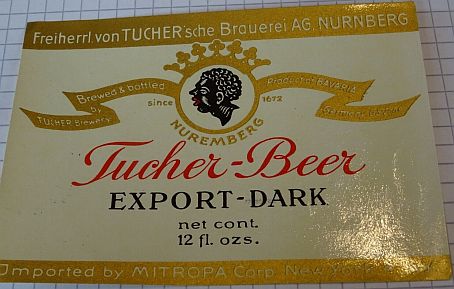 Freiherrl. von TUCHER'sche Brauerei AG. NÜRNBERG
Brewed & bottled
by
TUCHER Brewery
since 1672
Product of BAVARIA
Germany
NUREMBERG
Tucher-Beer
EXPORT-DARK
net cont.
12 fl. ozs.
Imported by MITROPA Corp. New York